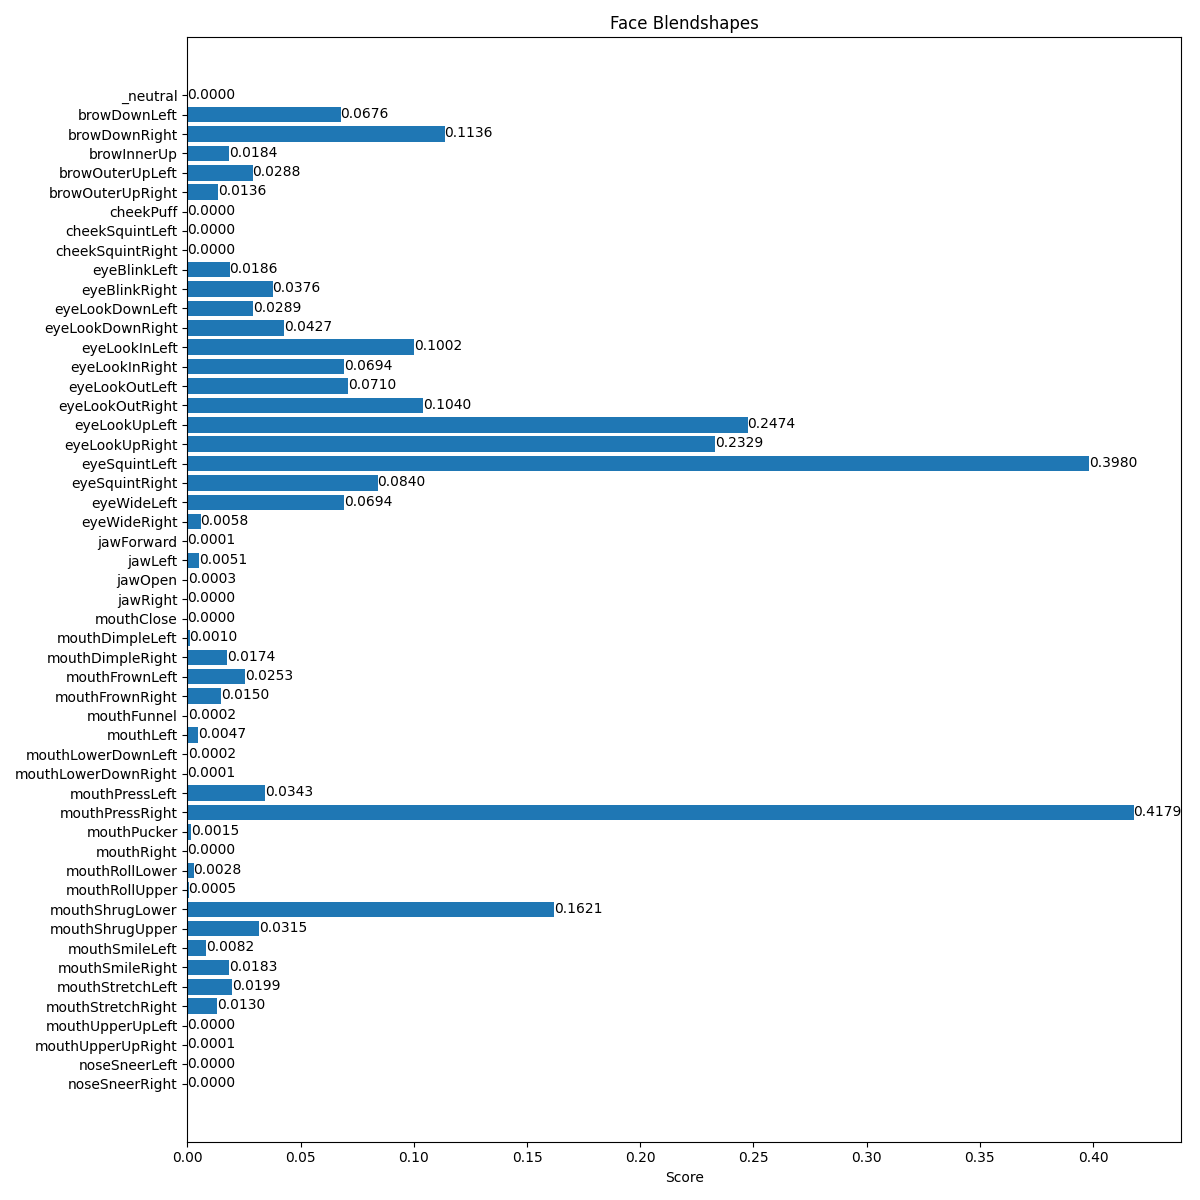 Face Blendshapes
_neutral 0.0000
browDownLeft 0.0676
browDownRight 0.1136
browInnerUp 0.0184
browOuterUpLeft 0.0288
browOuterUpRight 0.0136
cheekPuff 0.0000
cheekSquintLeft 0.0000
cheekSquintRight 0.0000
eyeBlinkLeft 0.0186
eyeBlinkRight 0.0376
eyeLookDownLeft 0.0289
eyeLookDownRight 0.0427
eyeLookInLeft 0.1002
eyeLookInRight 0.0694
eyeLookOutLeft 0.0710
eyeLookOutRight 0.1040
eyeLookUpLeft 0.2474
eyeLookUpRight 0.2329
eyeSquintLeft 0.3980
eyeSquintRight 0.0840
eyeWideLeft 0.0694
eyeWideRight 0.0058
jawForward 0.0001
jawLeft 0.0051
jawOpen 0.0003
jawRight 0.0000
mouthClose 0.0000
mouthDimpleLeft 0.0010
mouthDimpleRight 0.0174
mouthFrownLeft 0.0253
mouthFrownRight 0.0150
mouthFunnel 0.0002
mouthLeft 0.0047
mouthLowerDownLeft 0.0002
mouthLowerDownRight 0.0001
mouthPressLeft 0.0343
mouthPressRight 0.4179
mouthPucker 0.0015
mouthRight 0.0000
mouthRollLower 0.0028
mouthRollUpper 0.0005
mouthShrugLower 0.1621
mouthShrugUpper 0.0315
mouthSmileLeft 0.0082
mouthSmileRight 0.0183
mouthStretchLeft 0.0199
mouthStretchRight 0.0130
mouthUpperUpLeft 0.0000
mouthUpperUpRight 0.0001
noseSneerLeft 0.0000
noseSneerRight 0.0000
0.00 0.05 0.10 0.15 0.20 0.25 0.30 0.35 0.40
Score